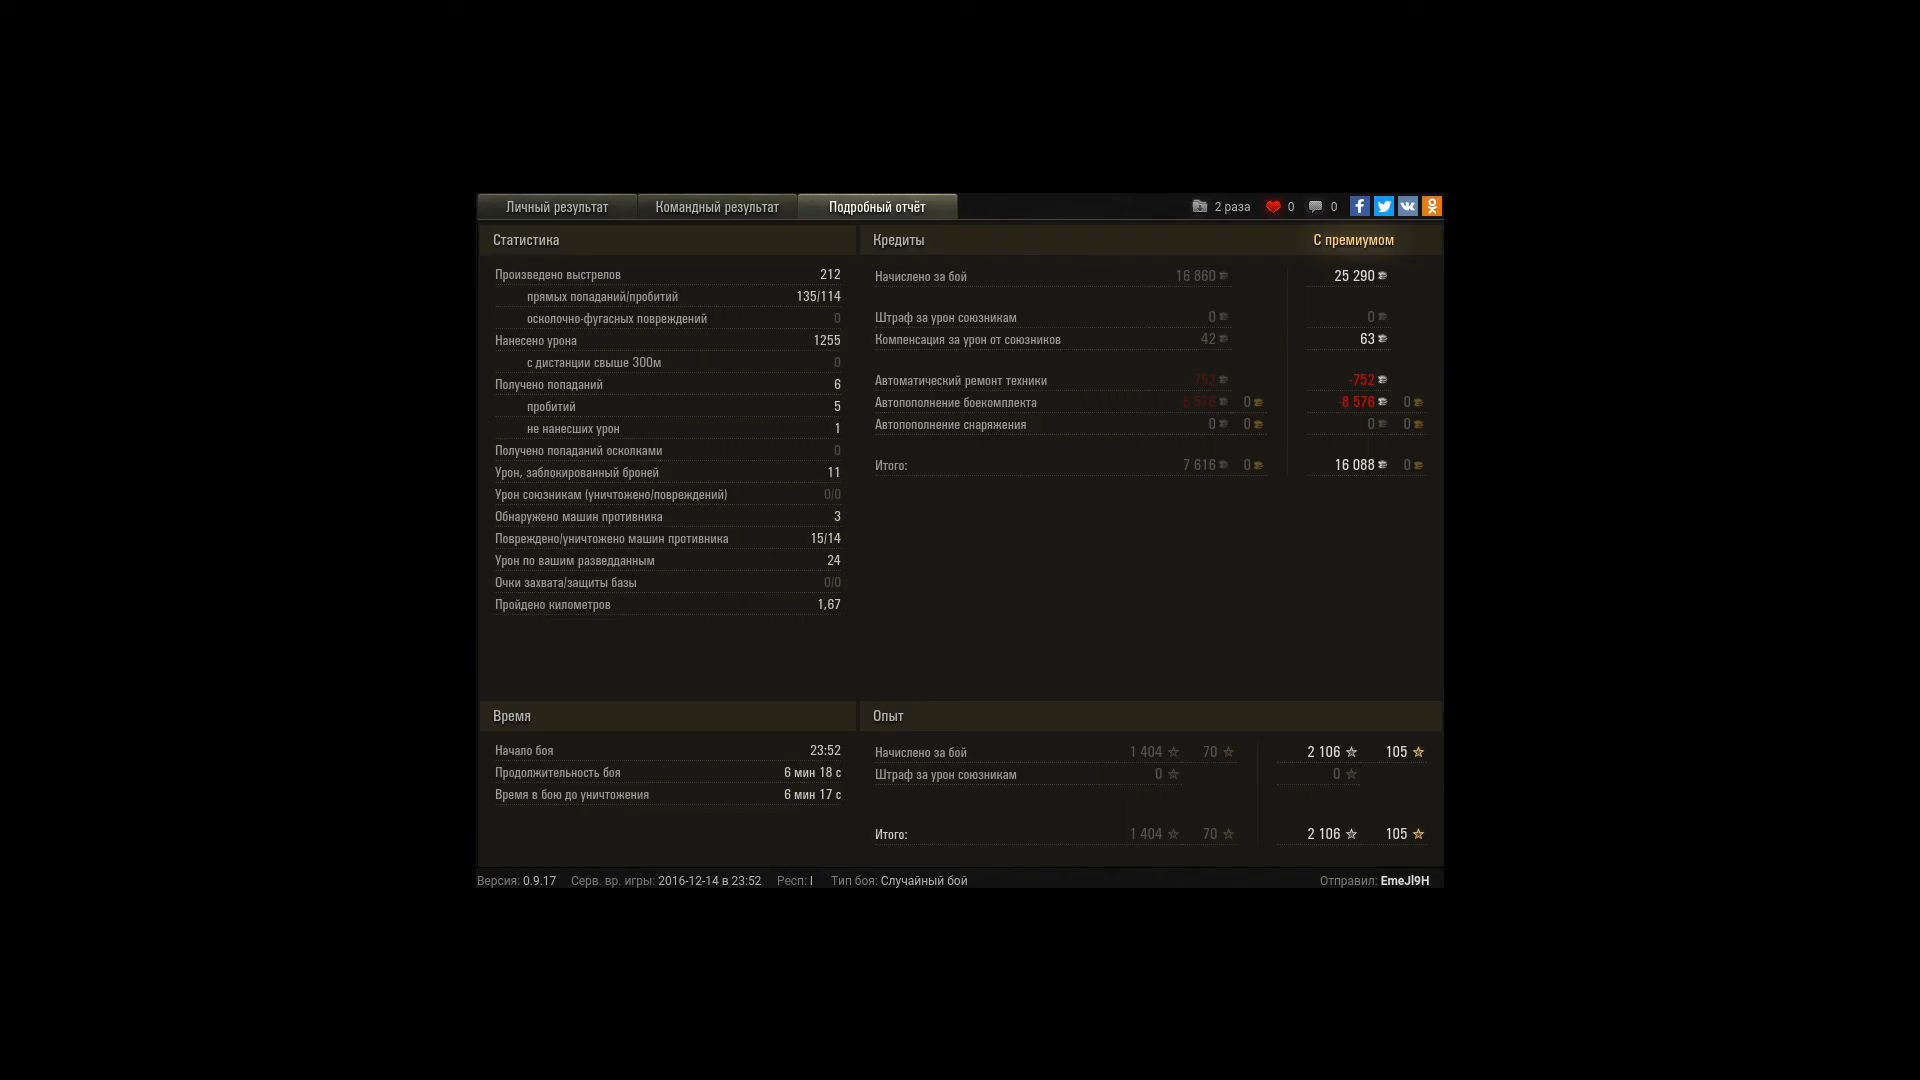 Личный результат Командный результат Подробный отчёт 2 раза 0 0
Статистика
Произведено выстрелов 212
прямых попаданий/пробитий 135/114
осколочно-фугасных повреждений 0
Нанесено урона 1255
с дистанции свыше 300м 0
Получено попаданий 6
пробитий 5
не нанесших урон 1
Получено попаданий осколками 0
Урон, заблокированный броней 11
Урон союзникам (уничтожено/повреждений) 0/0
Обнаружено машин противника 3
Повреждено/уничтожено машин противника 15/14
Урон по вашим разведданным 24
Очки захвата/защиты базы 0/0
Пройдено километров 1,67
Кредиты С премиумом
Начислено за бой 16 860 25 290
Штраф за урон союзникам 0 0
Компенсация за урон от союзников 42 63
Автоматический ремонт техники -752 -752
Автопополнение боекомплекта -8 576 0 -8 576 0
Автопополнение снаряжения 0 0 0 0
Итого: 7 616 0 16 088 0
Время
Начало боя 23:52
Продолжительность боя 6 мин 18 с
Время в бою до уничтожения 6 мин 17 с
Опыт
Начислено за бой 1 404 70 2 106 105
Штраф за урон союзникам 0 0
Итого: 1 404 70 2 106 105
Версия: 0.9.17 Серв. вр. игры: 2016-12-14 в 23:52 Респ: I Тип боя: Случайный бой Отправил: EmeJl9H